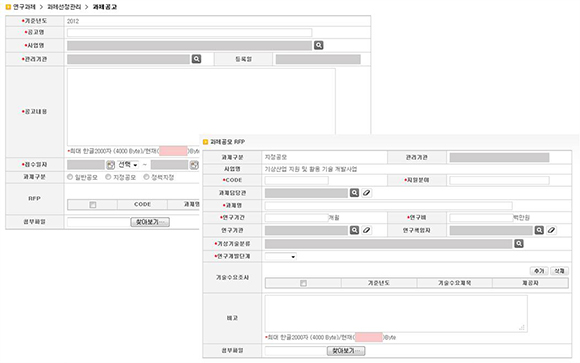 연구과제 > 과제선정관리 > 과제공고
*기준년도 2012
*공고명
*사업명
*관리기관 등록일
*공고내용
*최대 한글2000자 (4000 Byte)/현재( )Byte
*접수일자 선택 ~
과제구분 일반공모 지정공모 정책지정
RFP
CODE 과제명
첨부파일 찾아보기...
과제공모 RFP
과제구분 지정공모 관리기관
사업명 기상산업 지원 및 활용 기술 개발사업
*CODE *지원분야
과제담당관
*과제명
*연구기간 개월 *연구비 백만원
연구기관 연구책임자
*기상기술분류
*연구개발단계
추가 삭제
기술수요조사
기준년도 기술수요제목 제공자
비고
*최대 한글2000자 (4000 Byte)/현재( )Byte
첨부파일 찾아보기...